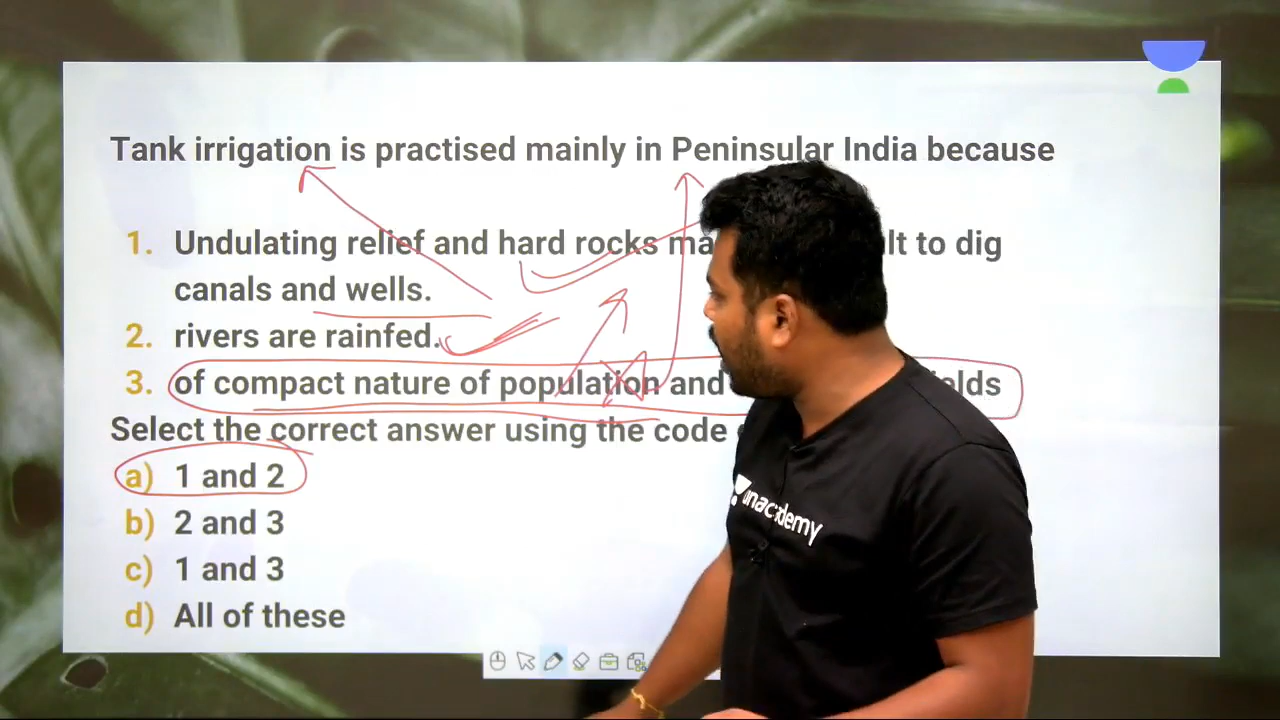 Tank irrigation is practised mainly in Peninsular India because
1. Undulating relief and hard rocks ma lt to dig
canals and wells.
2. rivers are rainfed.
3. of compact nature of population and elds
Select the correct answer using the code
a) 1 and 2
b) 2 and 3
c) 1 and 3
d) All of these
unacademy